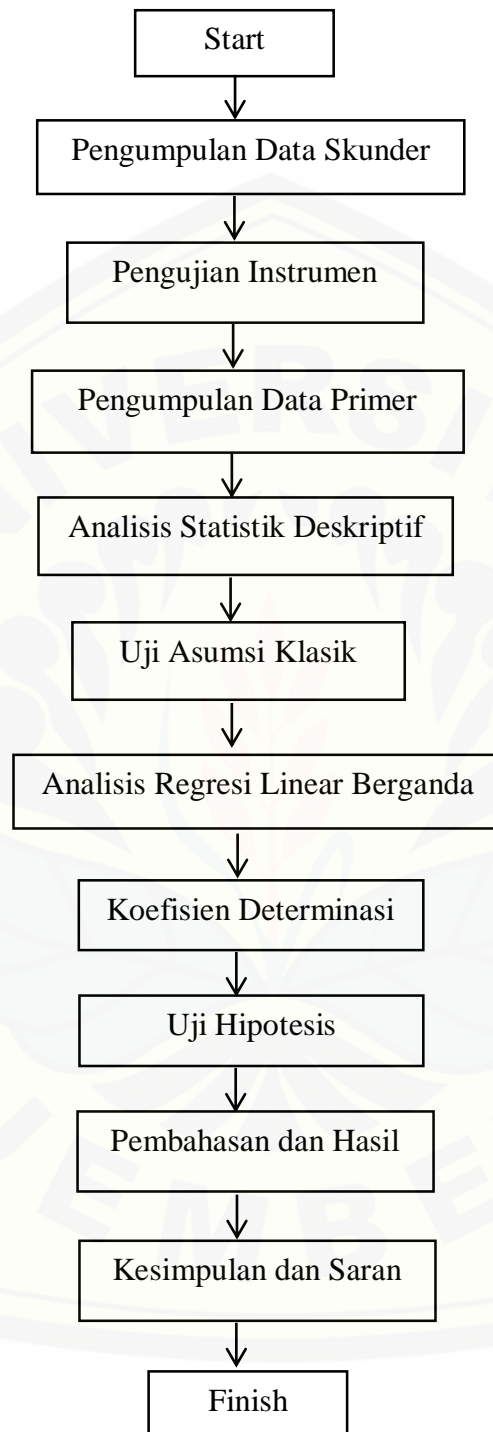 Start
Pengumpulan Data Skunder
Pengujian Instrumen
Pengumpulan Data Primer
Analisis Statistik Deskriptif
Uji Asumsi Klasik
Analisis Regresi Linear Berganda
Koefisien Determinasi
Uji Hipotesis
Pembahasan dan Hasil
Kesimpulan dan Saran
Finish